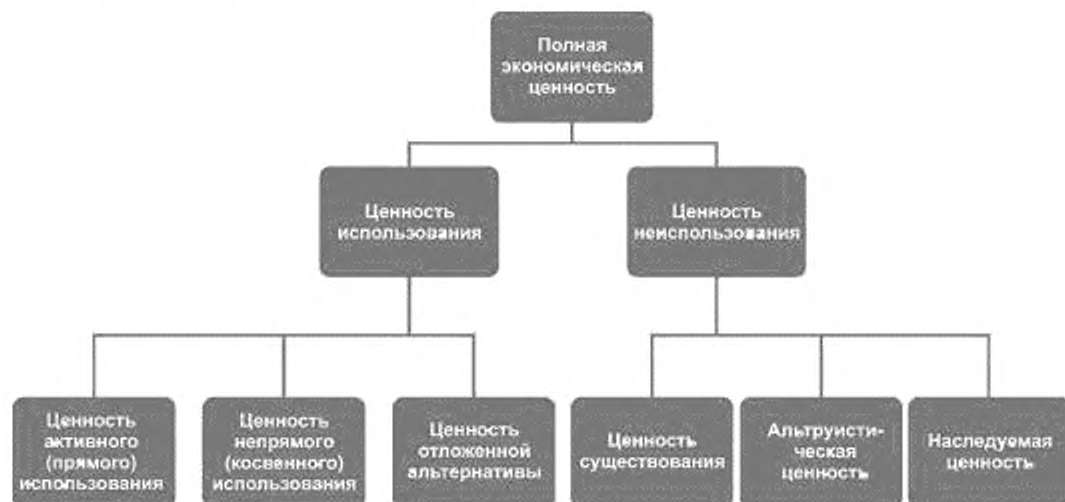 Полная
экономическая
ценность
Ценность
использования
Ценность
неиспользования
Ценность
активного
(прямого)
использования
Ценность
непрямого
(косвенного)
использования
Ценность
отложенной
альтернативы
Ценность
существования
Альтруисти-
ческая
ценность
Наследуемая
ценность